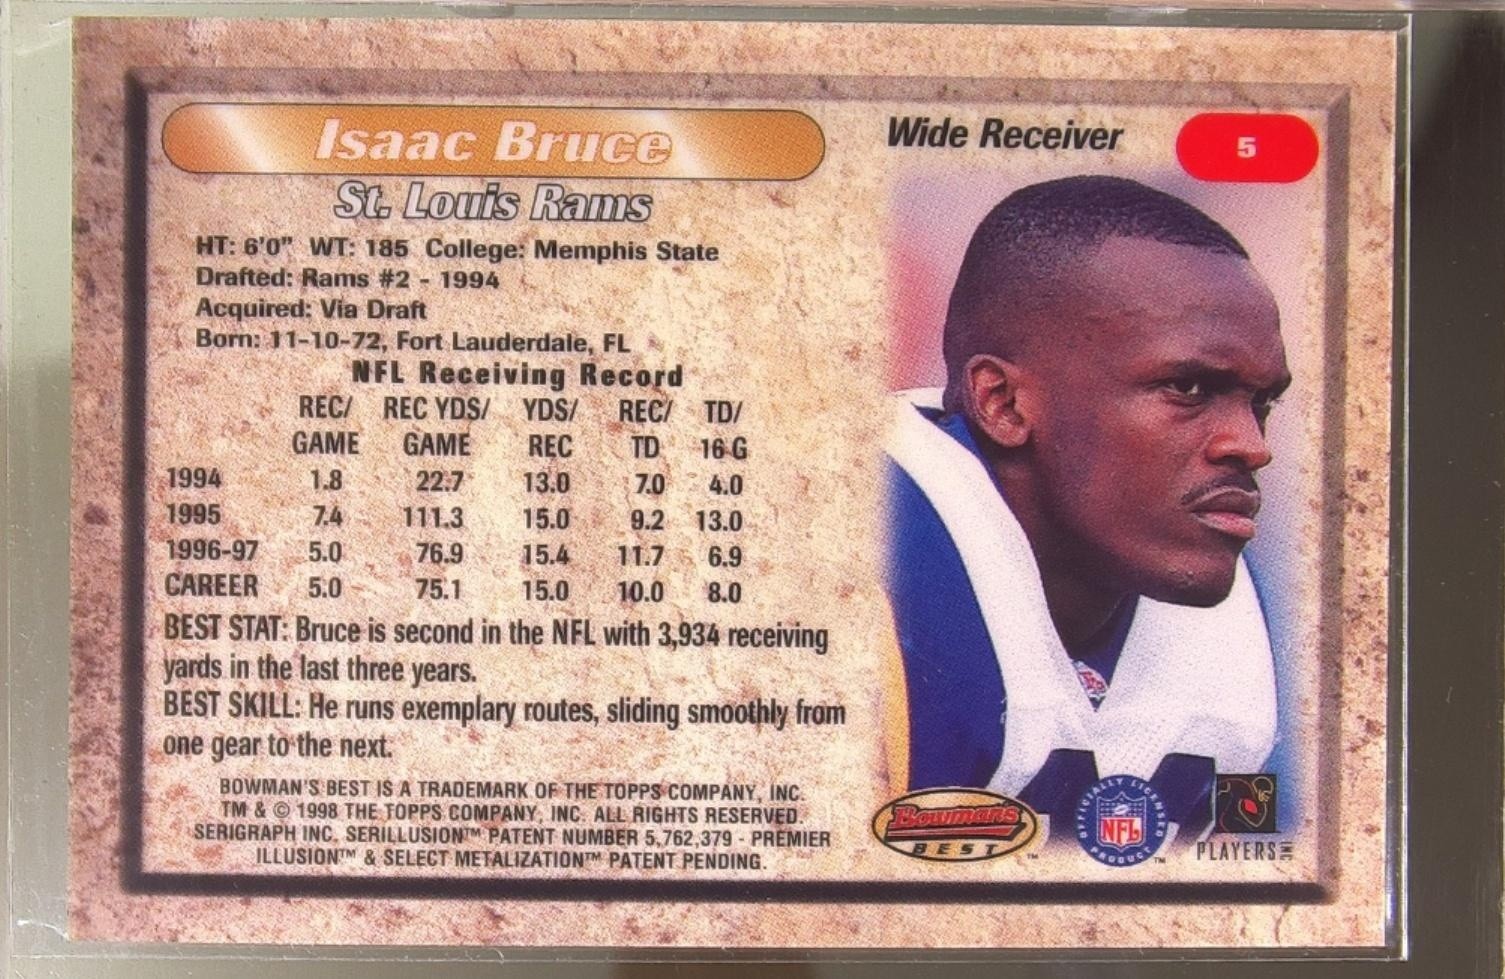 Isaac Bruce
Wide Receiver
5
St. Louis Rams
HT: 6'0" WT: 185 College: Memphis State
Drafted: Rams #2 - 1994
Acquired: Via Draft
Born: 11-10-72, Fort Lauderdale, FL
NFL Receiving Record
REC/ REC YDS/ YDS/ REC/ TD/
GAME GAME REC TD 16 G
1994 1.8 22.7 13.0 7.0 4.0
1995 7.4 111.3 15.0 9.2 13.0
1996-97 5.0 76.9 15.4 11.7 6.9
CAREER 5.0 75.1 15.0 10.0 8.0
BEST STAT: Bruce is second in the NFL with 3,934 receiving
yards in the last three years.
BEST SKILL: He runs exemplary routes, sliding smoothly from
one gear to the next.
BOWMAN'S BEST IS A TRADEMARK OF THE TOPPS COMPANY, INC.
TM & © 1998 THE TOPPS COMPANY, INC. ALL RIGHTS RESERVED.
SERIGRAPH INC. SERILLUSION™ PATENT NUMBER 5,762,379 - PREMIER
ILLUSION™ & SELECT METALIZATION™ PATENT PENDING.
Bowman's
BEST™
OFFICIALLY LICENSED
NFL
PRODUCT™
PLAYERS INC